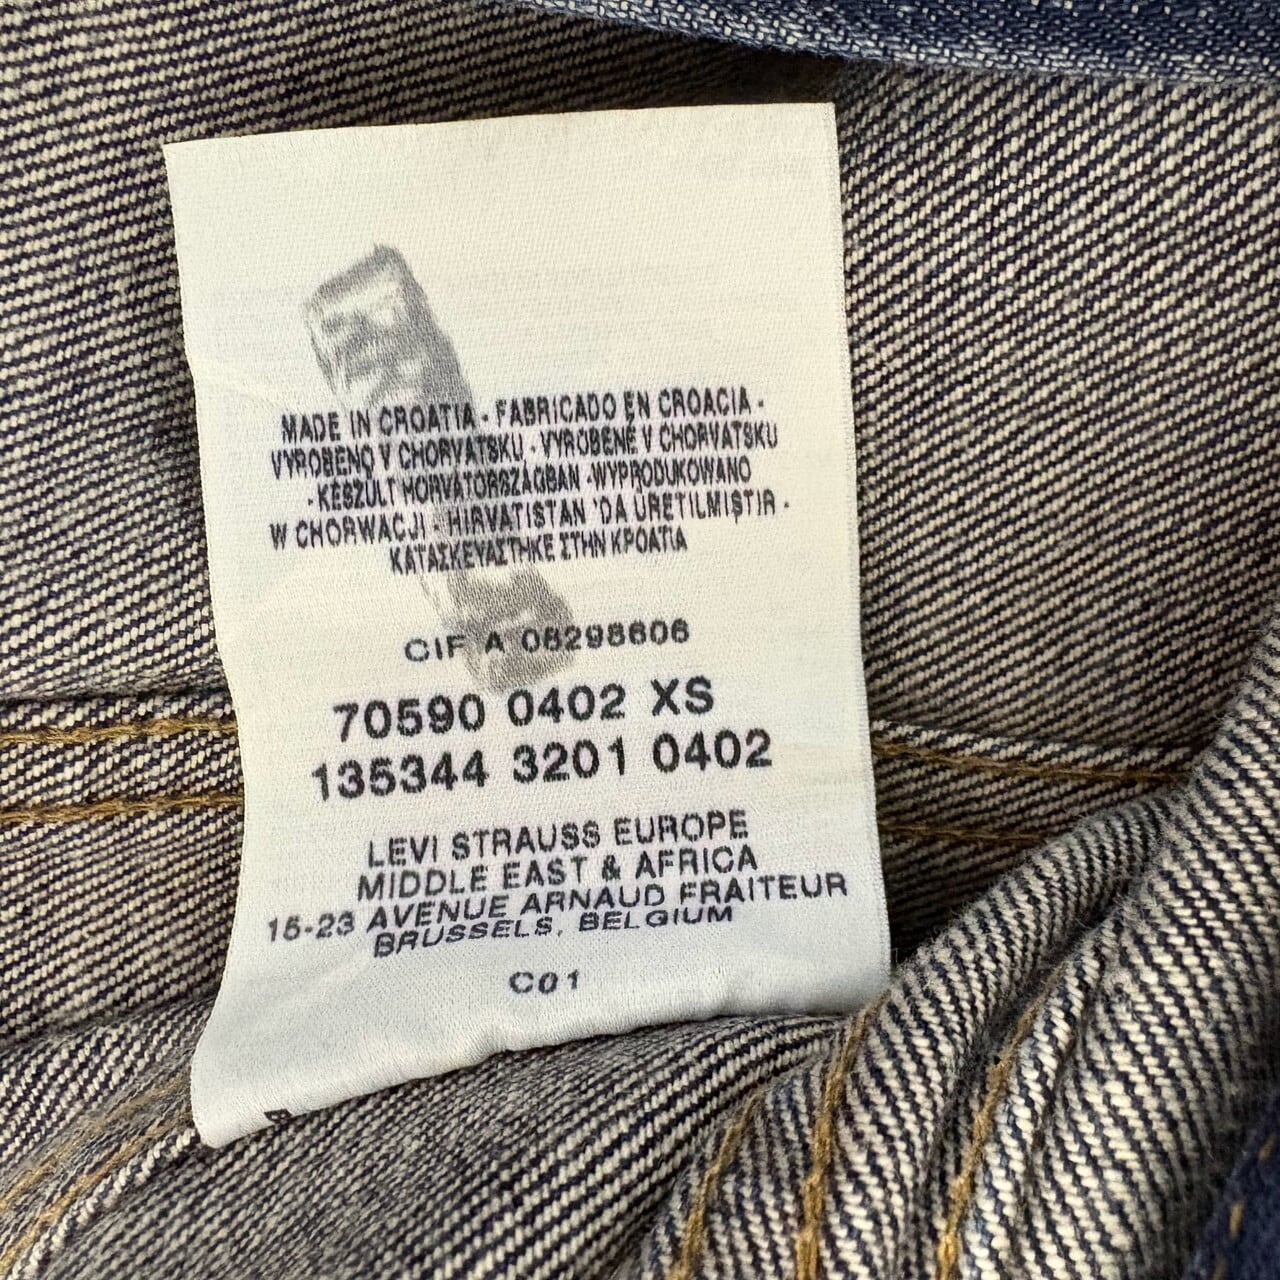 MADE IN CROATIA - FABRICADO EN CROACIA -
VYROBENO V CHORVATSKU - VYROBENÉ V CHORVATSKU
- KÉSZÜLT HORVÁTORSZÁGBAN -WYPRODUKOWANO
W CHORWACJI - HIRVATISTAN 'DA ÜRETILMIŞTIR -
ΚΑΤΑΣΚΕΥΑΣΤΗΚΕ ΣΤΗΝ ΚΡΟΑΤΙΑ
CIF A 08298606
70590 0402 XS
135344 3201 0402
LEVI STRAUSS EUROPE
MIDDLE EAST & AFRICA
15-23 AVENUE ARNAUD FRAITEUR
BRUSSELS, BELGIUM
C01